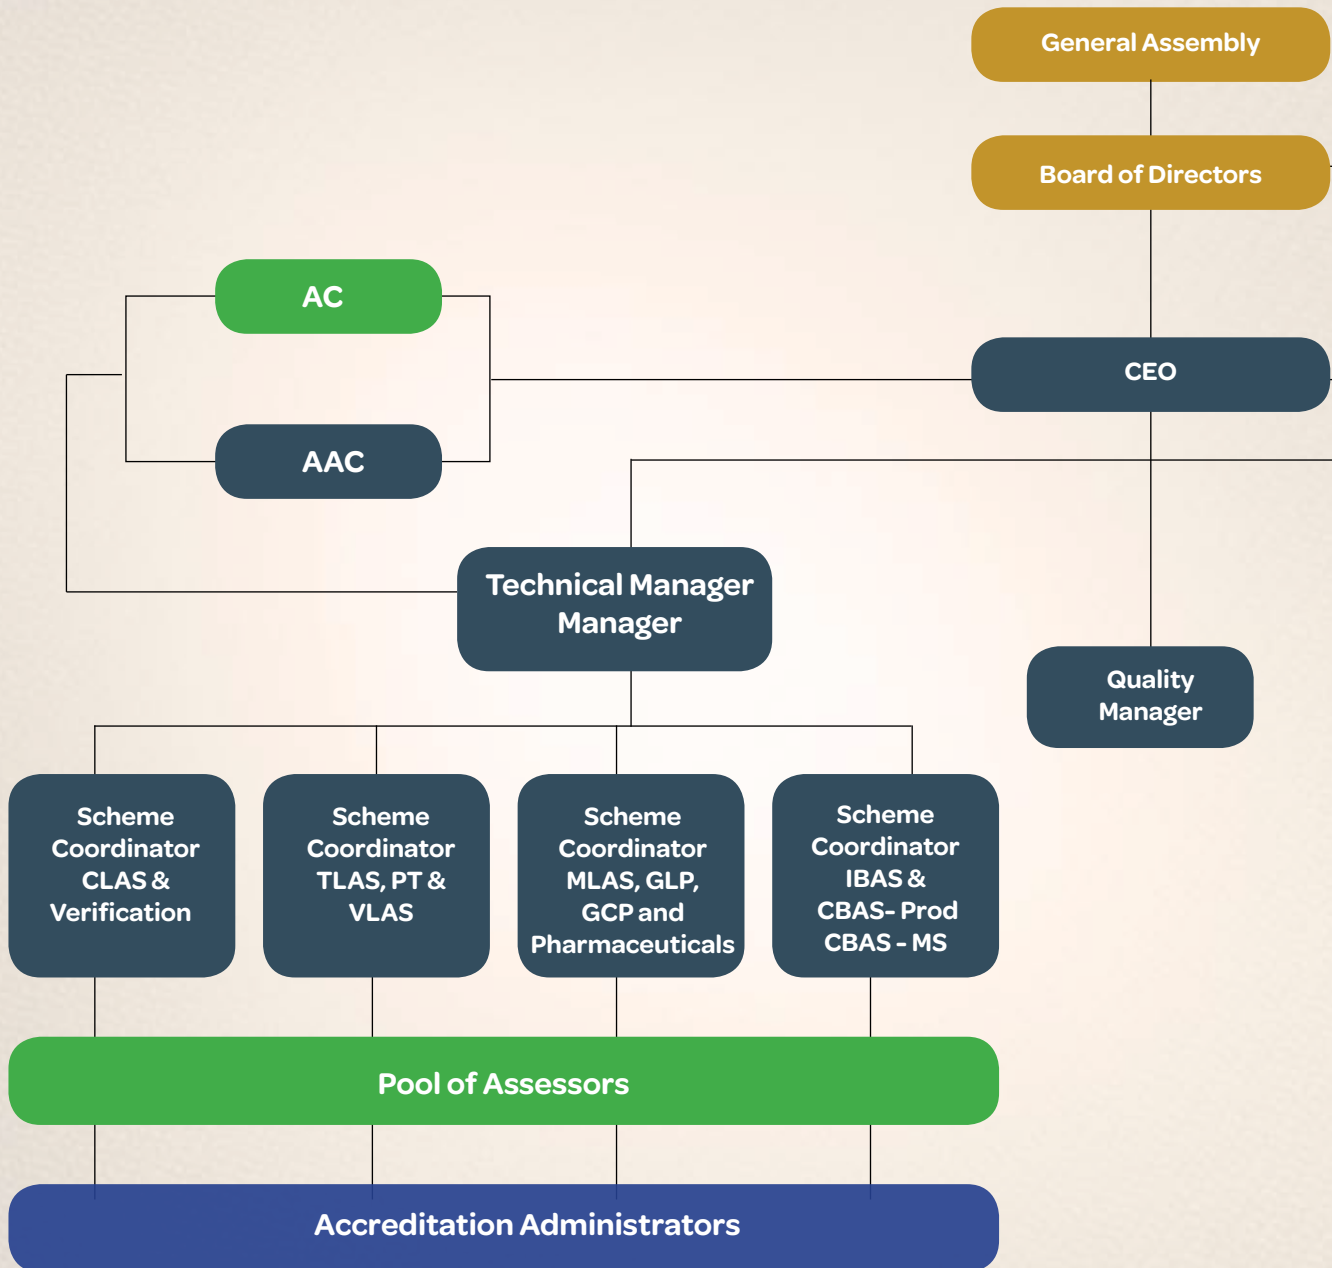 General Assembly
Board of Directors
AC
CEO
AAC
Technical Manager
Manager
Quality
Manager
Scheme
Coordinator
CLAS &
Verification
Scheme
Coordinator
TLAS, PT &
VLAS
Scheme
Coordinator
MLAS, GLP,
GCP and
Pharmaceuticals
Scheme
Coordinator
IBAS &
CBAS- Prod
CBAS - MS
Pool of Assessors
Accreditation Administrators